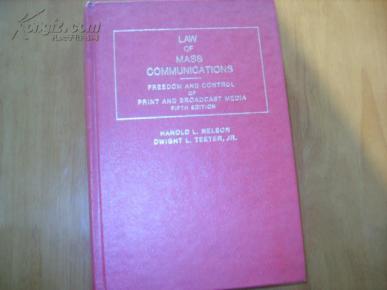 LAW
OF
MASS
COMMUNICATIONS
FREEDOM AND CONTROL
OF
PRINT AND BROADCAST MEDIA
FIFTH EDITION
HAROLD L. NELSON
DWIGHT L. TEETER, JR.